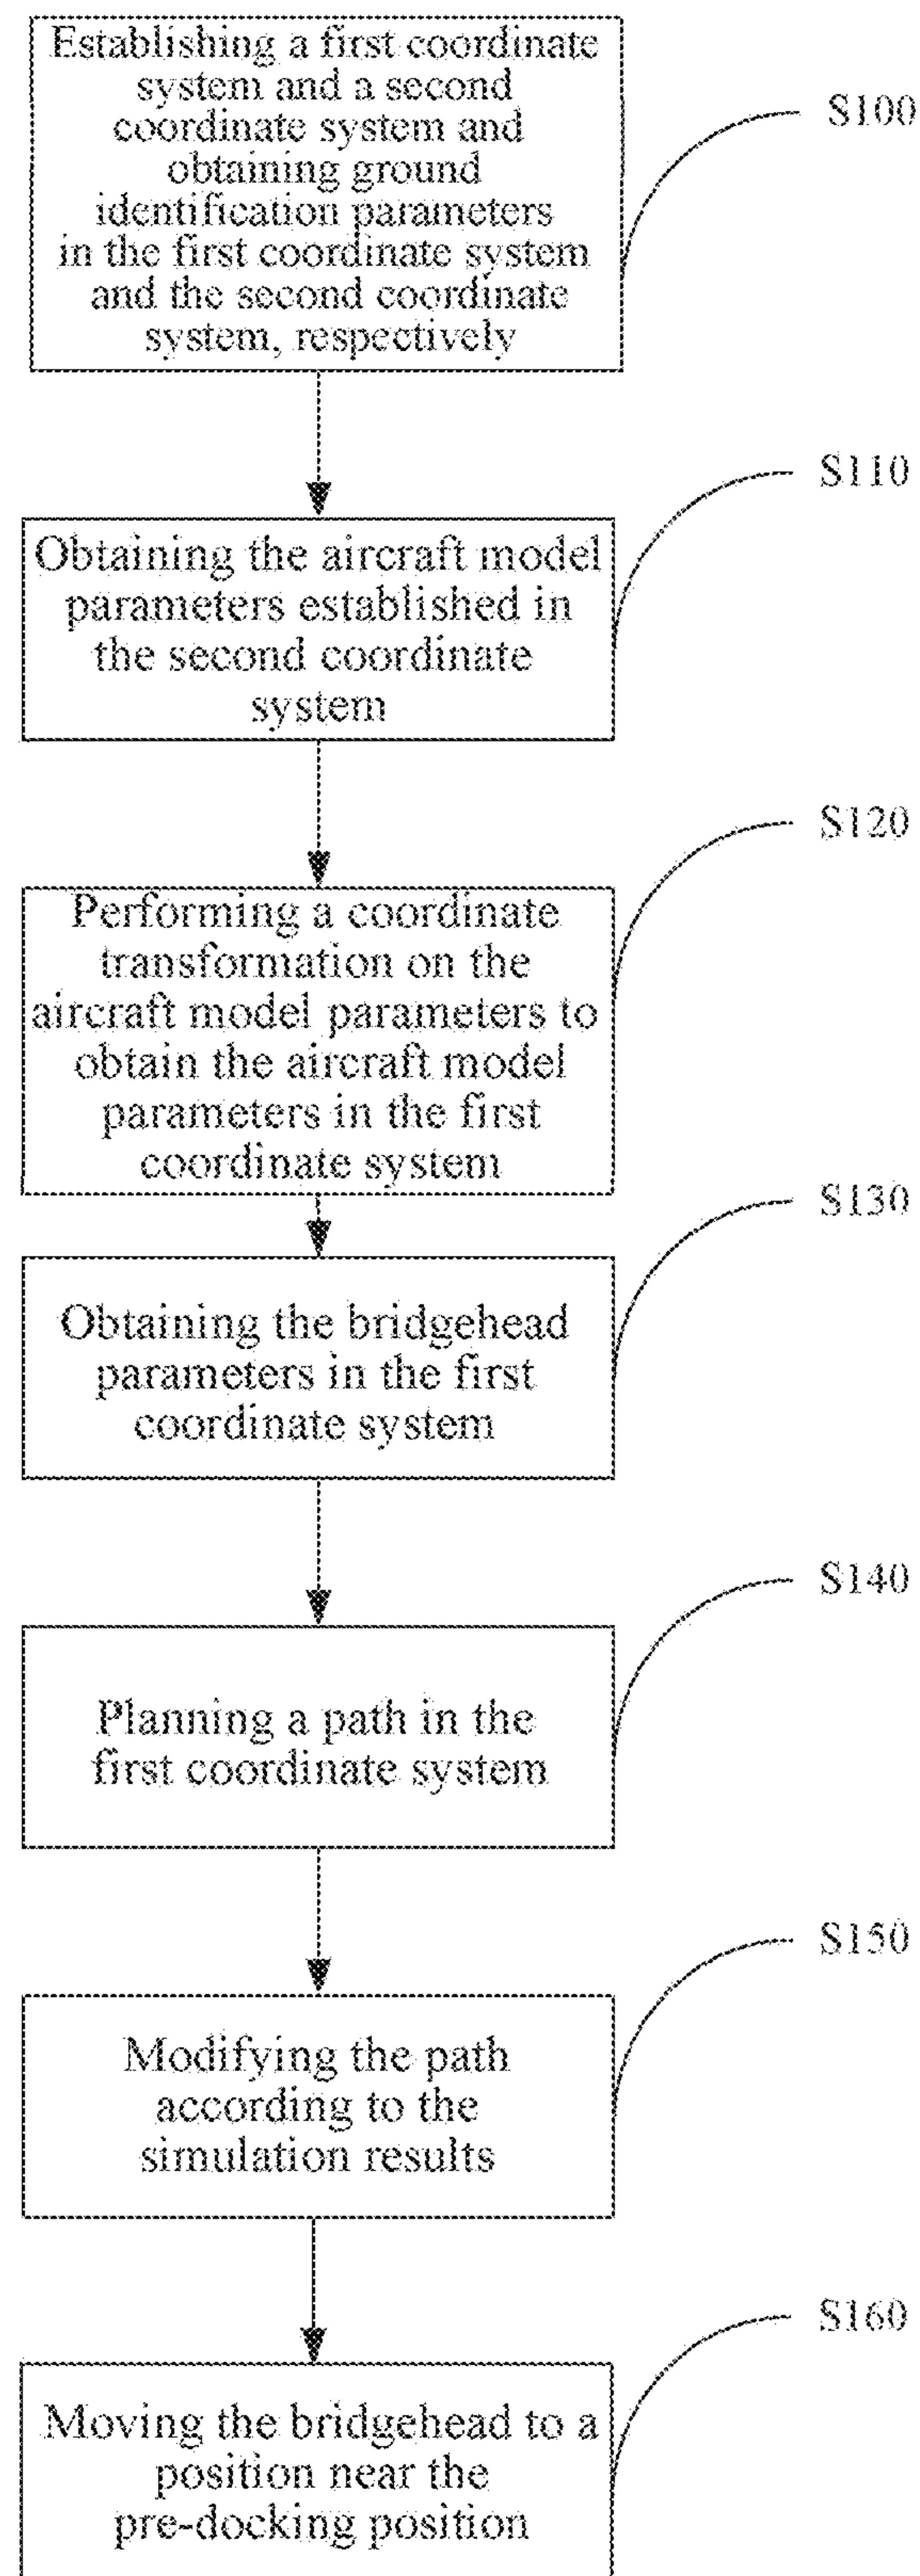 Establishing a first coordinate
system and a second
coordinate system and
obtaining ground
identification parameters
in the first coordinate system
and the second coordinate
system, respectively
S100
Obtaining the aircraft model
parameters established in
the second coordinate
system
S110
Performing a coordinate
transformation on the
aircraft model parameters to
obtain the aircraft model
parameters in the first
coordinate system
S120
Obtaining the bridgehead
parameters in the first
coordinate system
S130
Planning a path in the
first coordinate system
S140
Modifying the path
according to the
simulation results
S150
Moving the bridgehead to a
position near the
pre-docking position
S160